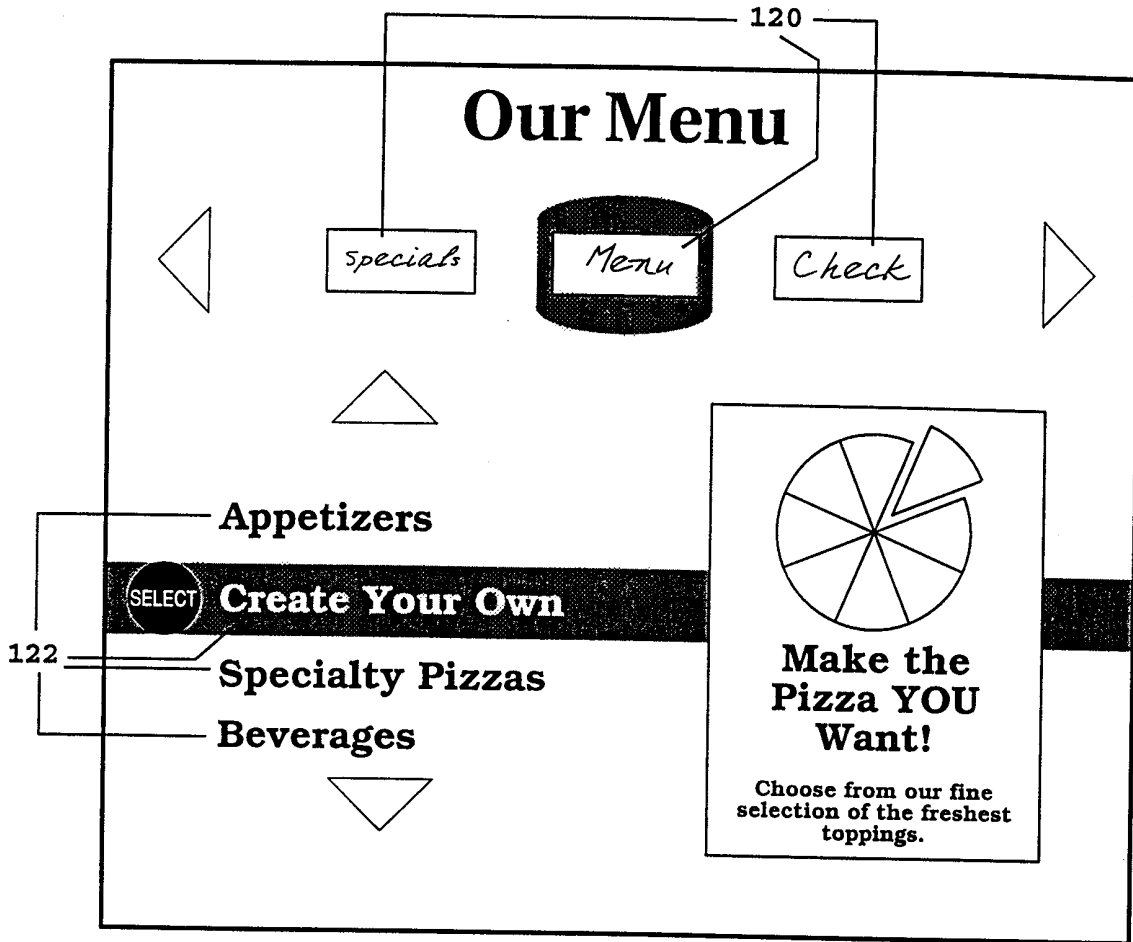 120
Our Menu
Specials
Menu
Check
Appetizers
SELECT Create Your Own
122
Specialty Pizzas
Beverages
Make the
Pizza YOU
Want!
Choose from our fine
selection of the freshest
toppings.